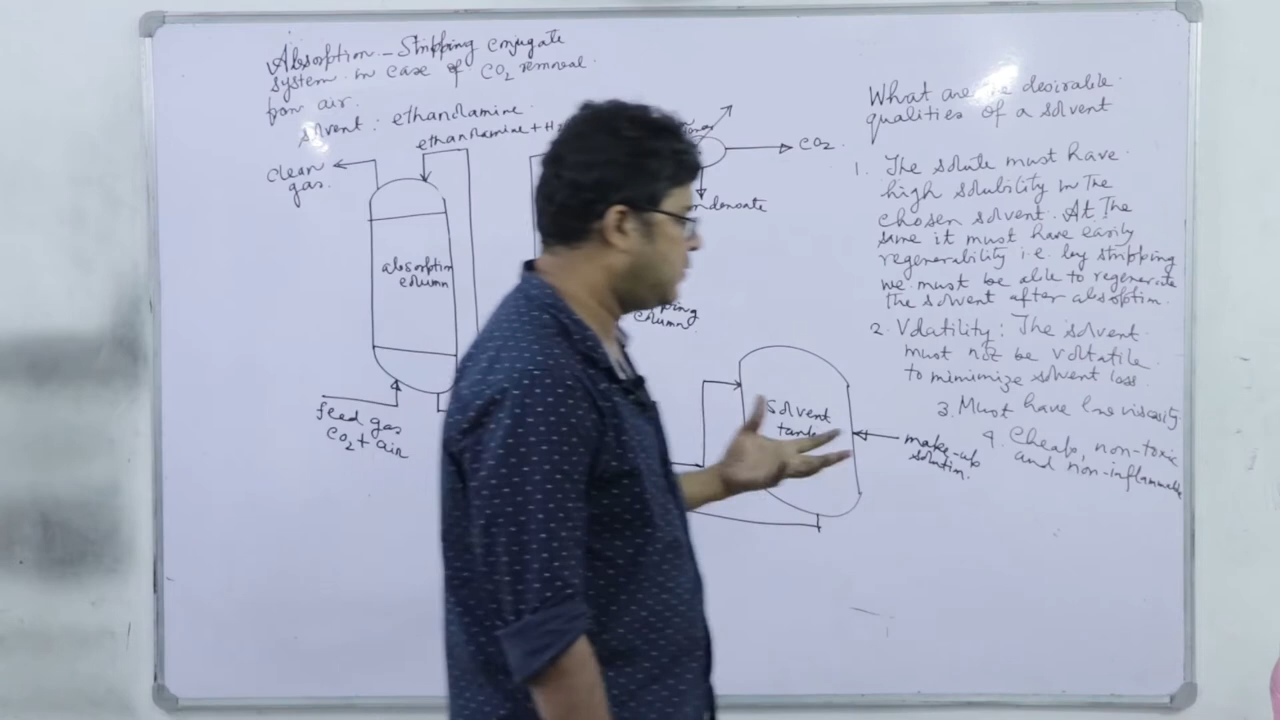 Absorption - Stripping conjugate
system in case of CO2 removal
from air.
solvent: ethanolamine
ethanolamine + H
clean
gas.
absorption
column
feed gas
CO2 + air
CO2
column
solvent
tank
make-up
solution.
What are the desirable
qualities of a solvent
1. The solute must have
high solubility in the
chosen solvent. At the
same it must have easily
regenerability i.e. by stripping
we must be able to regenerate
the solvent after absorption.
2. Volatility: The solvent
must not be volatile
to minimize solvent loss.
3. Must have low viscosity
4. Cheap, non-toxic
and non-inflammable